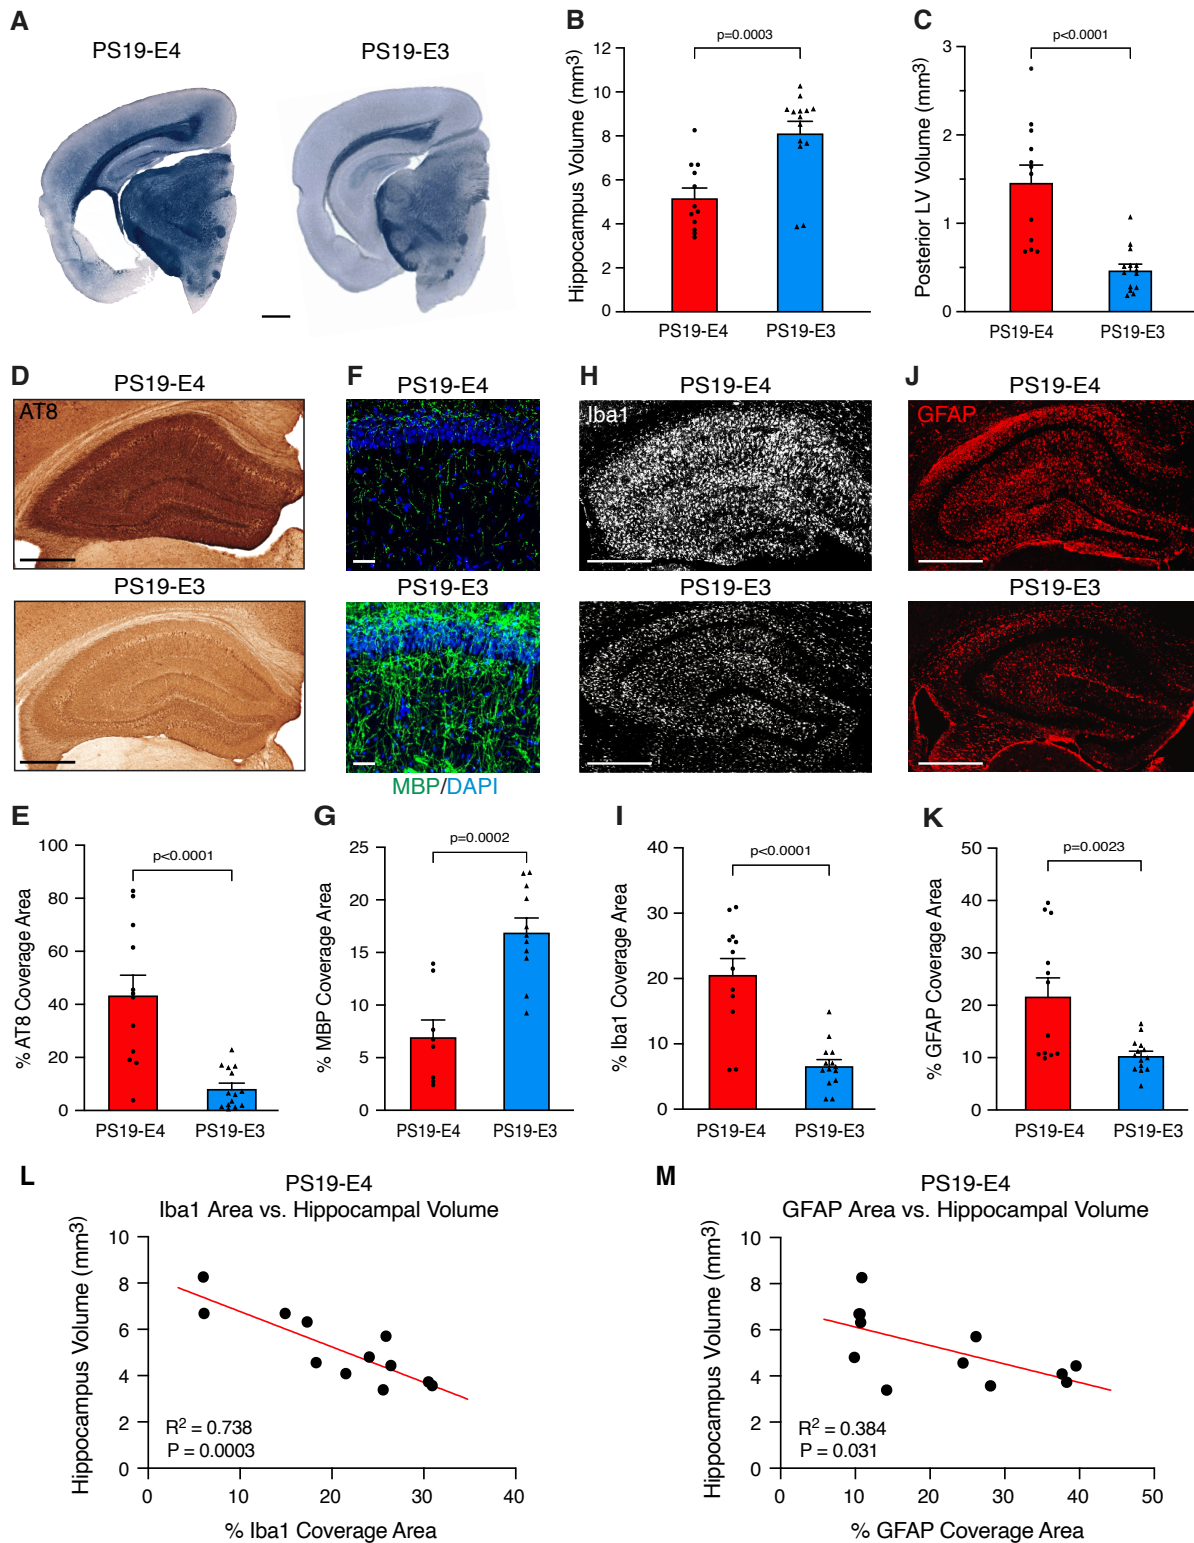 A
PS19-E4
PS19-E3
B
Hippocampus Volume (mm3)
12
10
8
6
4
2
0
p=0.0003
PS19-E4
PS19-E3
C
Posterior LV Volume (mm3)
3
2
1
0
p<0.0001
PS19-E4
PS19-E3
D
PS19-E4
AT8
PS19-E3
F
PS19-E4
PS19-E3
MBP/DAPI
H
PS19-E4
Iba1
PS19-E3
J
PS19-E4
GFAP
PS19-E3
E
% AT8 Coverage Area
100
80
60
40
20
0
p<0.0001
PS19-E4
PS19-E3
G
% MBP Coverage Area
25
20
15
10
5
0
p=0.0002
PS19-E4
PS19-E3
I
% Iba1 Coverage Area
40
30
20
10
0
p<0.0001
PS19-E4
PS19-E3
K
% GFAP Coverage Area
50
40
30
20
10
0
p=0.0023
PS19-E4
PS19-E3
L
PS19-E4
Iba1 Area vs. Hippocampal Volume
Hippocampus Volume (mm3)
10
8
6
4
2
0
R2 = 0.738
P = 0.0003
0
10
20
30
40
% Iba1 Coverage Area
M
PS19-E4
GFAP Area vs. Hippocampal Volume
Hippocampus Volume (mm3)
10
8
6
4
2
0
R2 = 0.384
P = 0.031
0
10
20
30
40
50
% GFAP Coverage Area